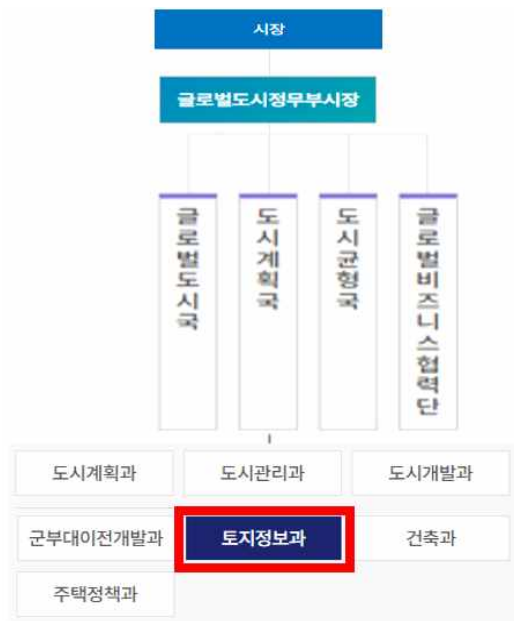 시장
글로벌도시정무부시장
글로벌도시국
도시계획국
도시균형국
글로벌비즈니스협력단
도시계획과
도시관리과
도시개발과
군부대이전개발과
토지정보과
건축과
주택정책과